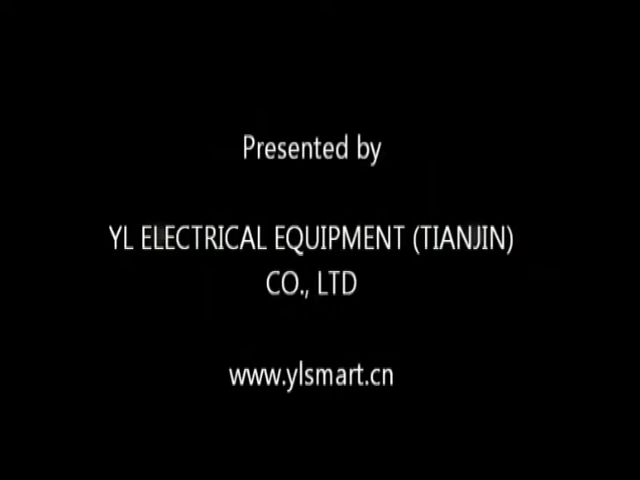 Presented by
YL ELECTRICAL EQUIPMENT (TIANJIN)
CO., LTD
www.ylsmart.cn